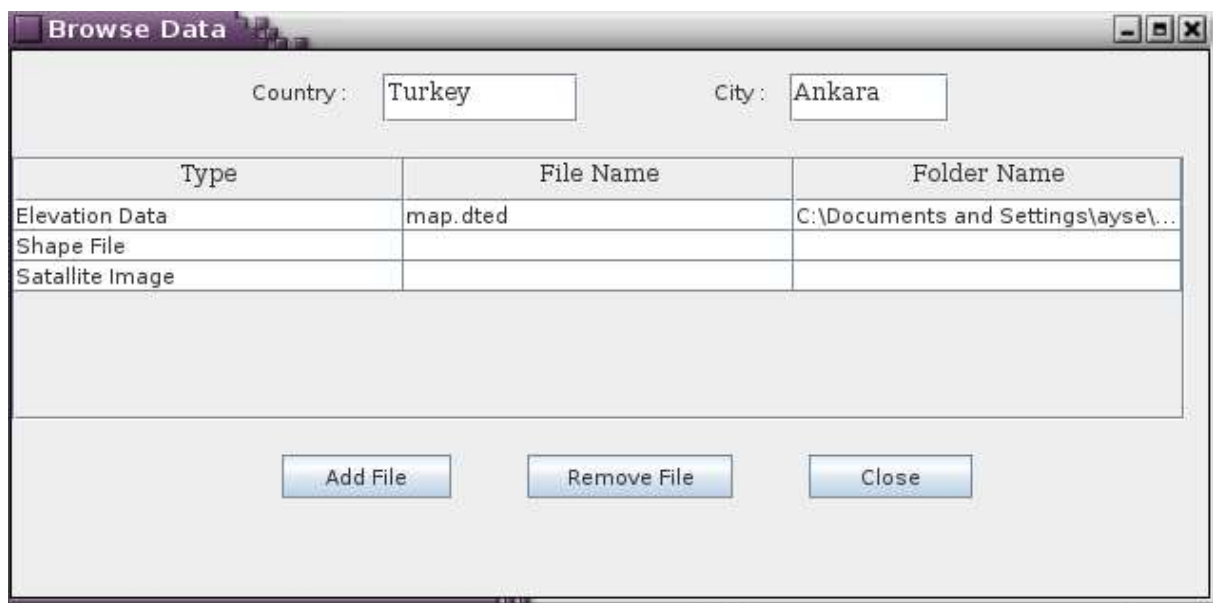 Browse Data
Country : Turkey City : Ankara
Type File Name Folder Name
Elevation Data map.dted C:\Documents and Settings\ayse\...
Shape File
Satallite Image
Add File Remove File Close